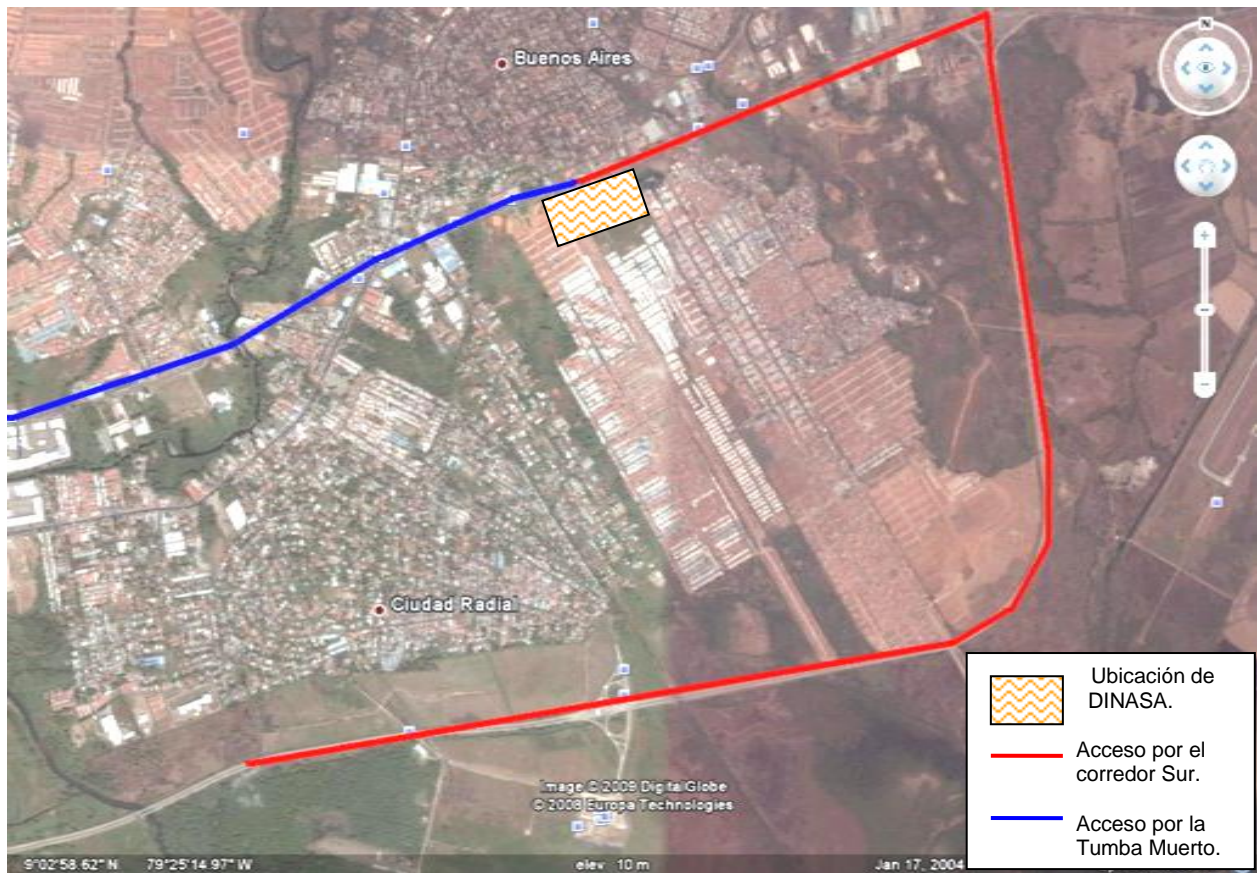 Buenos Aires
Ciudad Radial
Ubicación de
DINASA.
Acceso por el
corredor Sur.
Acceso por la
Tumba Muerto.
Image © 2009 DigitalGlobe
© 2008 Europa Technologies
9°02'58.62" N 79°25'14.97" W elev 10 m Jan 17, 2004